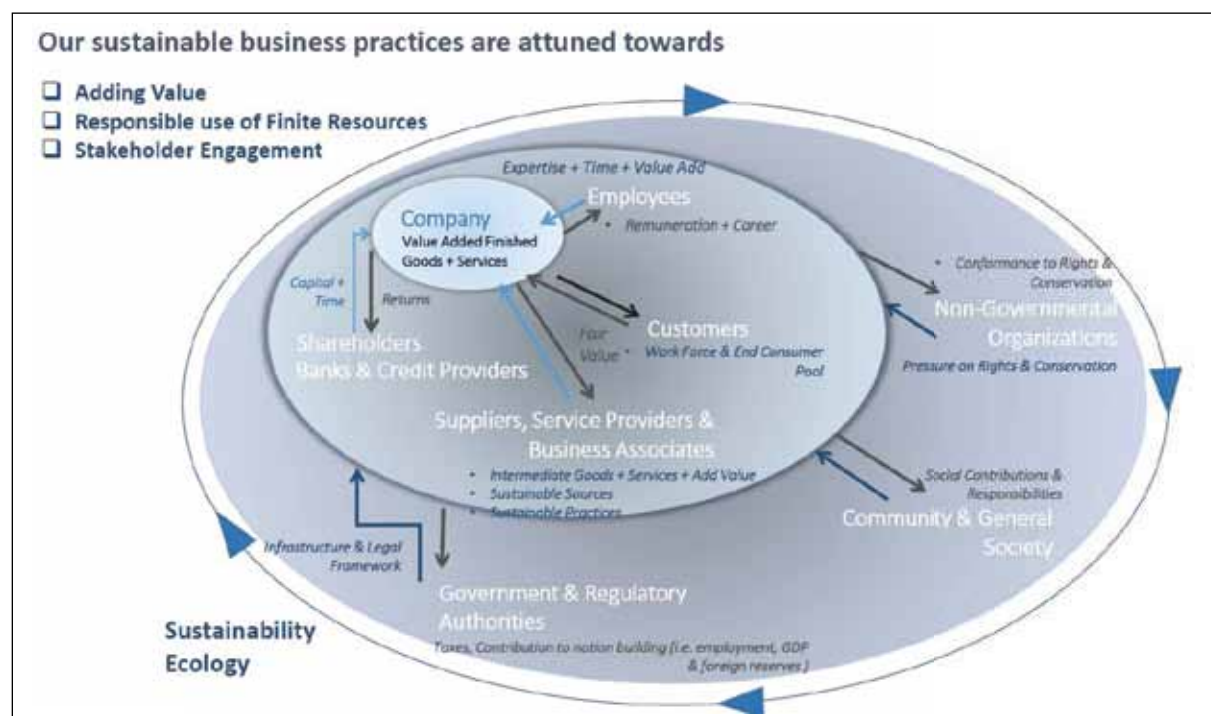 Our sustainable business practices are attuned towards
Adding Value
Responsible use of Finite Resources
Stakeholder Engagement
Expertise + Time + Value Add
Employees
• Remuneration + Career
Company
Value Added Finished
Goods + Services
Capital +
Time
Returns
Shareholders
Banks & Credit Providers
Fair
Value
Customers
• Work Force & End Consumer
Pool
Suppliers, Service Providers &
Business Associates
• Intermediate Goods + Services + Add Value
• Sustainable Sources
• Sustainable Practices
• Conformance to Rights &
Conservation
Non-Governmental
Organizations
Pressure on Rights & Conservation
Social Contributions &
Responsibilities
Community & General
Society
Infrastructure & Legal
Framework
Government & Regulatory
Authorities
Taxes, Contribution to nation building (i.e. employment, GDP
& foreign reserves)
Sustainability
Ecology